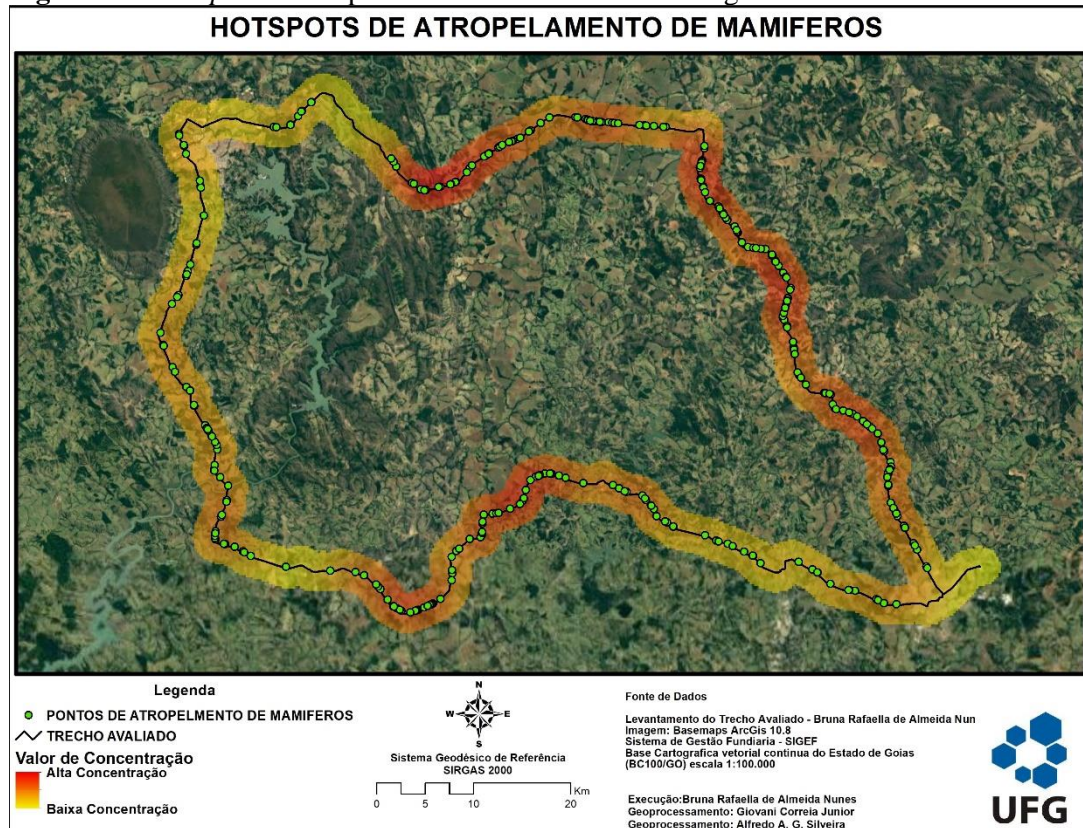 HOTSPOTS DE ATROPELAMENTO DE MAMIFEROS
Legenda
PONTOS DE ATROPELMENTO DE MAMIFEROS
TRECHO AVALIADO
Valor de Concentração
Alta Concentração
Baixa Concentração
N
W E
S
Sistema Geodésico de Referência
SIRGAS 2000
Km
0 5 10 20
Fonte de Dados
Levantamento do Trecho Avaliado - Bruna Rafaella de Almeida Nun
Imagem: Basemaps ArcGis 10.8
Sistema de Gestão Fundiaria - SIGEF
Base Cartografica vetorial continua do Estado de Goias
(BC100/GO) escala 1:100.000
Execução:Bruna Rafaella de Almeida Nunes
Geoprocessamento: Giovani Correia Junior
Geoprocessamento: Alfredo A. G. Silveira
UFG